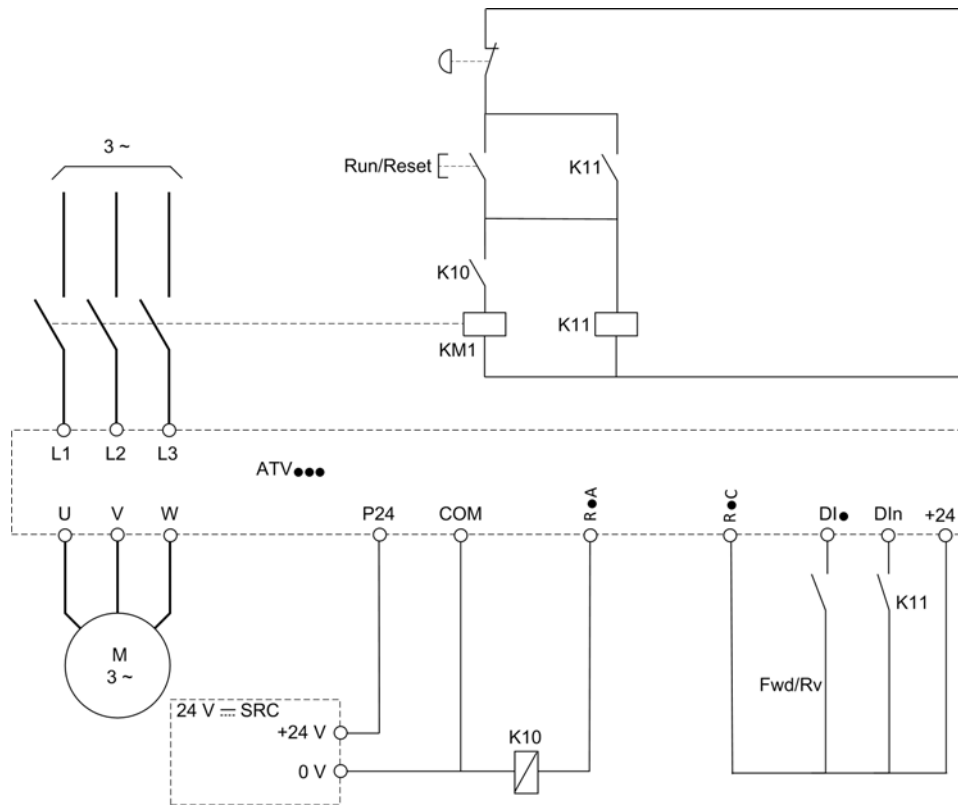 3 ~
Run/Reset
K11
K10
KM1
K11
L1 L2 L3
ATV●●●
U V W P24 COM R●A R●C DI● DIn +24
K11
M
3 ~
Fwd/Rv
24 V ⎓ SRC
+24 V
K10
0 V